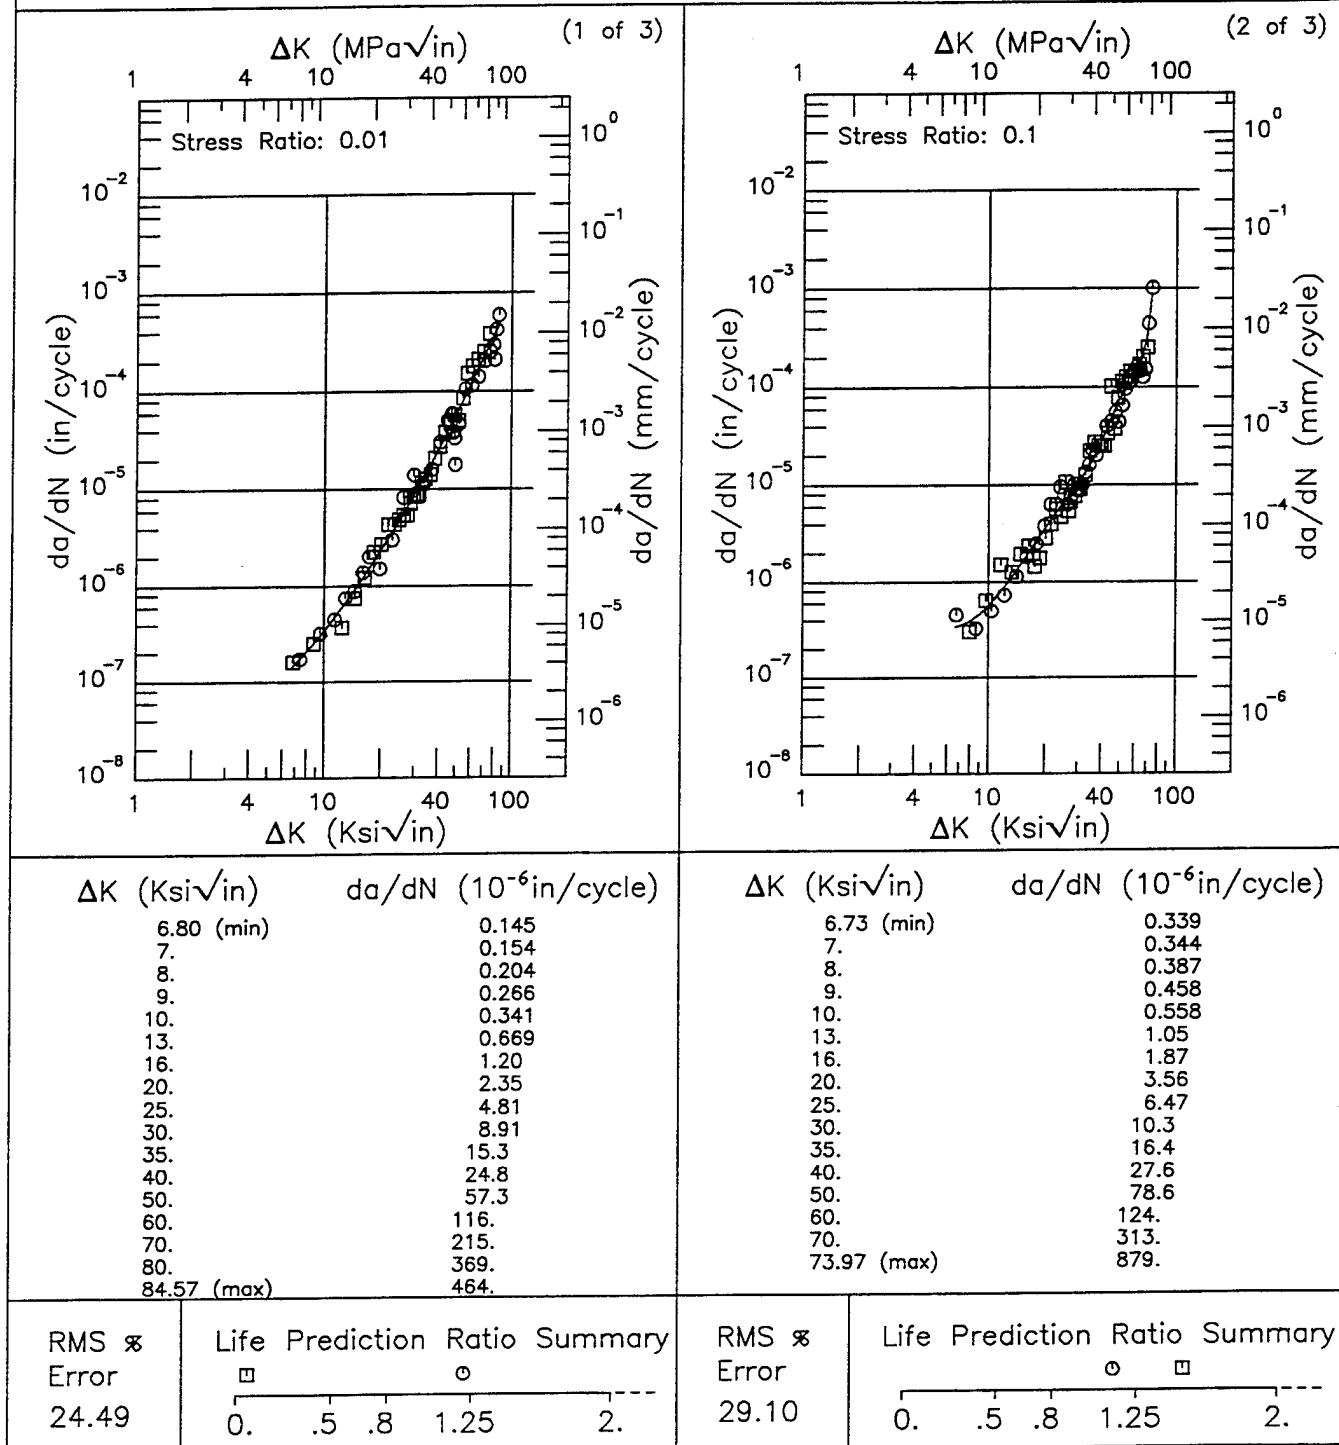 (1 of 3)
ΔK (MPa√in)
1 4 10 40 100
Stress Ratio: 0.01
10⁰
10⁻¹
10⁻²
10⁻³
10⁻⁴
10⁻⁵
10⁻⁶
da/dN (mm/cycle)
10⁻²
10⁻³
10⁻⁴
10⁻⁵
10⁻⁶
10⁻⁷
10⁻⁸
da/dN (in/cycle)
1 4 10 40 100
ΔK (Ksi√in)
ΔK (Ksi√in) da/dN (10⁻⁶in/cycle)
6.80 (min) 0.145
7. 0.154
8. 0.204
9. 0.266
10. 0.341
13. 0.669
16. 1.20
20. 2.35
25. 4.81
30. 8.91
35. 15.3
40. 24.8
50. 57.3
60. 116.
70. 215.
80. 369.
84.57 (max) 464.
RMS % Error
24.49
Life Prediction Ratio Summary
0. .5 .8 1.25 2.
(2 of 3)
ΔK (MPa√in)
1 4 10 40 100
Stress Ratio: 0.1
10⁰
10⁻¹
10⁻²
10⁻³
10⁻⁴
10⁻⁵
10⁻⁶
da/dN (mm/cycle)
10⁻²
10⁻³
10⁻⁴
10⁻⁵
10⁻⁶
10⁻⁷
10⁻⁸
da/dN (in/cycle)
1 4 10 40 100
ΔK (Ksi√in)
ΔK (Ksi√in) da/dN (10⁻⁶in/cycle)
6.73 (min) 0.339
7. 0.344
8. 0.387
9. 0.458
10. 0.558
13. 1.05
16. 1.87
20. 3.56
25. 6.47
30. 10.3
35. 16.4
40. 27.6
50. 78.6
60. 124.
70. 313.
73.97 (max) 879.
RMS % Error
29.10
Life Prediction Ratio Summary
0. .5 .8 1.25 2.